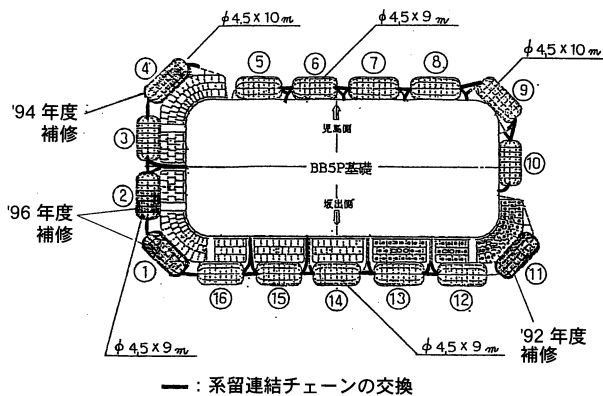 φ4.5×10m
φ4.5×9m
φ4.5×10m
④
⑤
⑥
⑦
⑧
⑨
'94 年度
補修
③
児島側
⑩
BB5P基礎
②
坂出側
'96 年度
補修
①
⑯
⑮
⑭
⑬
⑫
⑪
φ4.5×9m
φ4.5×9m
'92 年度
補修
━:系留連結チェーンの交換